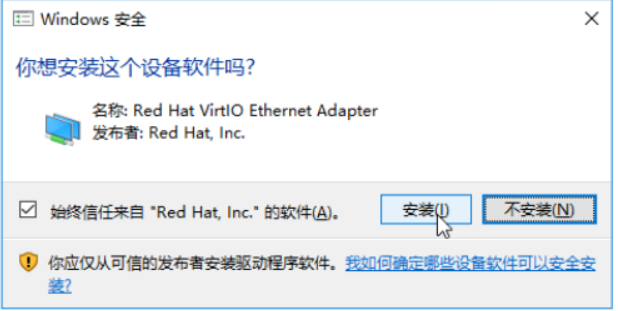 Windows 安全
你想安装这个设备软件吗?
名称: Red Hat VirtIO Ethernet Adapter
发布者: Red Hat, Inc.
始终信任来自 "Red Hat, Inc." 的软件(A)。
安装(I)
不安装(N)
你应仅从可信的发布者安装驱动程序软件。我如何确定哪些设备软件可以安全安
装?